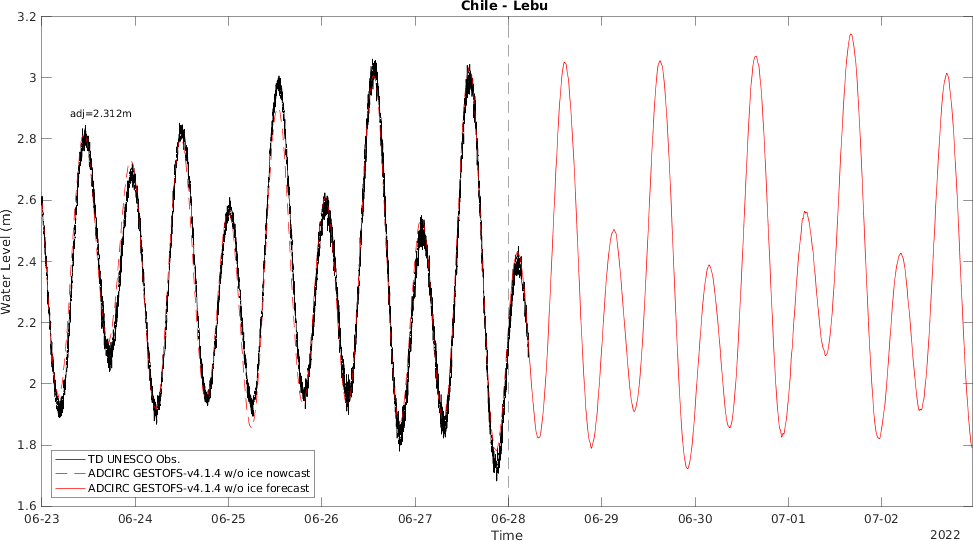 Chile - Lebu
3.2
3
2.8
2.6
2.4
2.2
2
1.8
1.6
Water Level (m)
adj=2.312m
TD UNESCO Obs.
ADCIRC GESTOFS-v4.1.4 w/o ice nowcast
ADCIRC GESTOFS-v4.1.4 w/o ice forecast
06-23 06-24 06-25 06-26 06-27 06-28 06-29 06-30 07-01 07-02
Time
2022